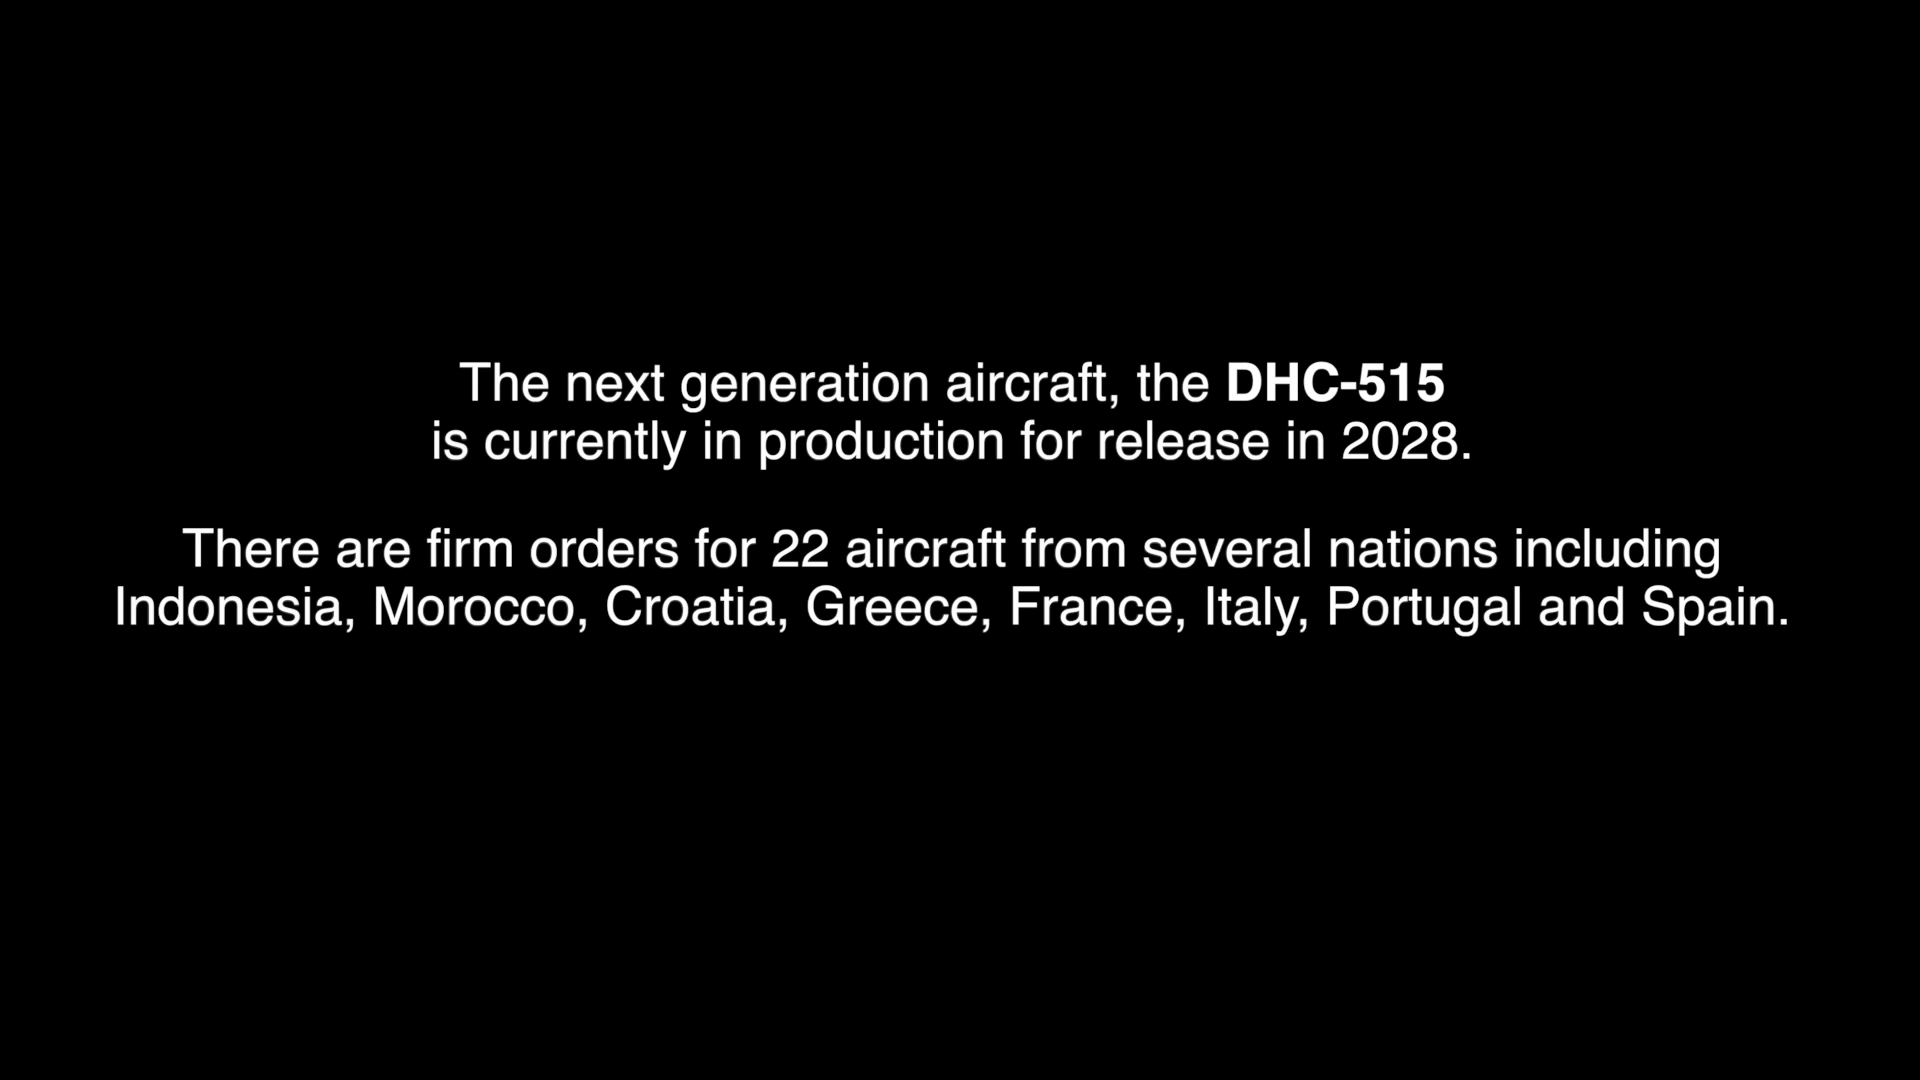 The next generation aircraft, the DHC-515
is currently in production for release in 2028.
There are firm orders for 22 aircraft from several nations including
Indonesia, Morocco, Croatia, Greece, France, Italy, Portugal and Spain.